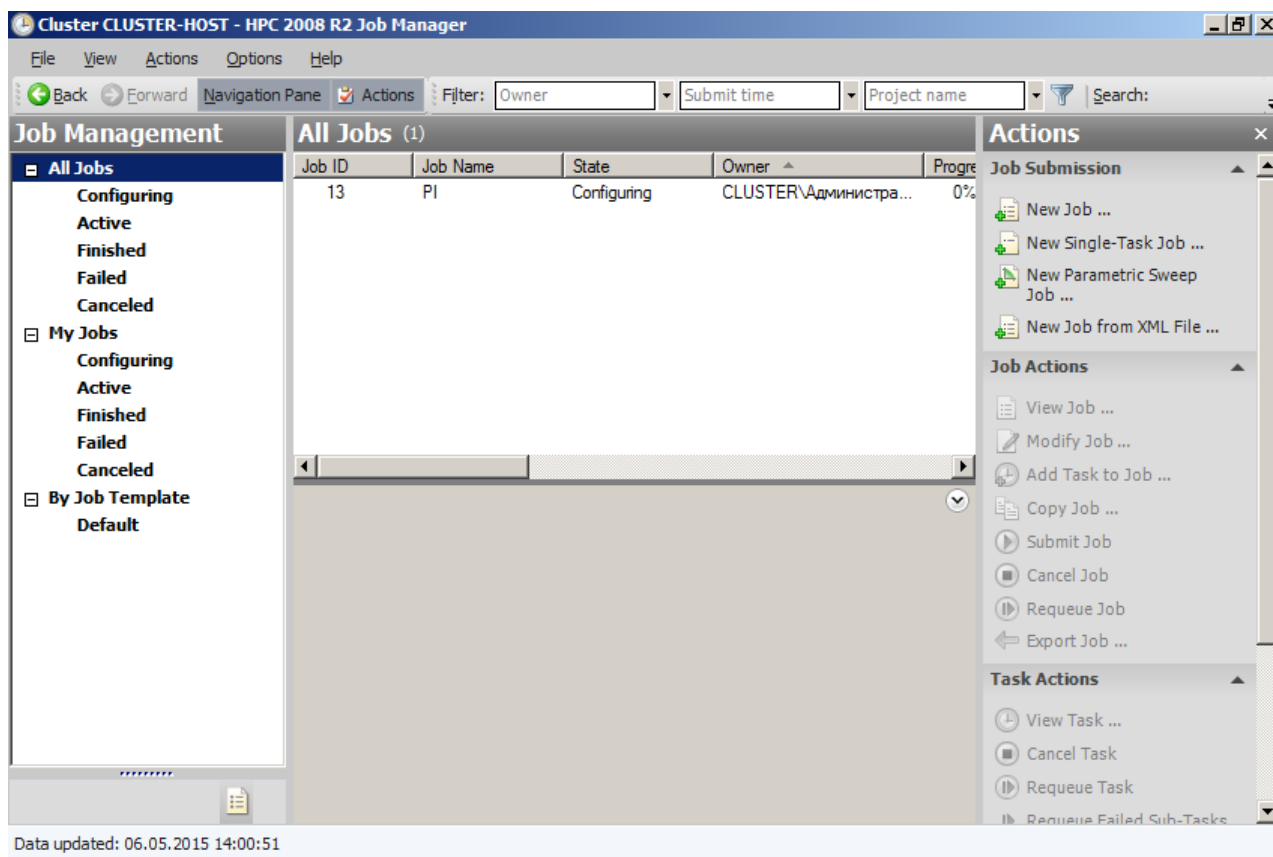 Cluster CLUSTER-HOST - HPC 2008 R2 Job Manager
File View Actions Options Help
Back Forward Navigation Pane Actions Filter: Owner Submit time Project name Search:
Job Management
All Jobs
Configuring
Active
Finished
Failed
Canceled
My Jobs
Configuring
Active
Finished
Failed
Canceled
By Job Template
Default
All Jobs (1)
Job ID Job Name State Owner Progre
13 PI Configuring CLUSTER\Администра... 0%
Actions
Job Submission
New Job ...
New Single-Task Job ...
New Parametric Sweep
Job ...
New Job from XML File ...
Job Actions
View Job ...
Modify Job ...
Add Task to Job ...
Copy Job ...
Submit Job
Cancel Job
Requeue Job
Export Job ...
Task Actions
View Task ...
Cancel Task
Requeue Task
Requeue Failed Sub-Tasks
Data updated: 06.05.2015 14:00:51